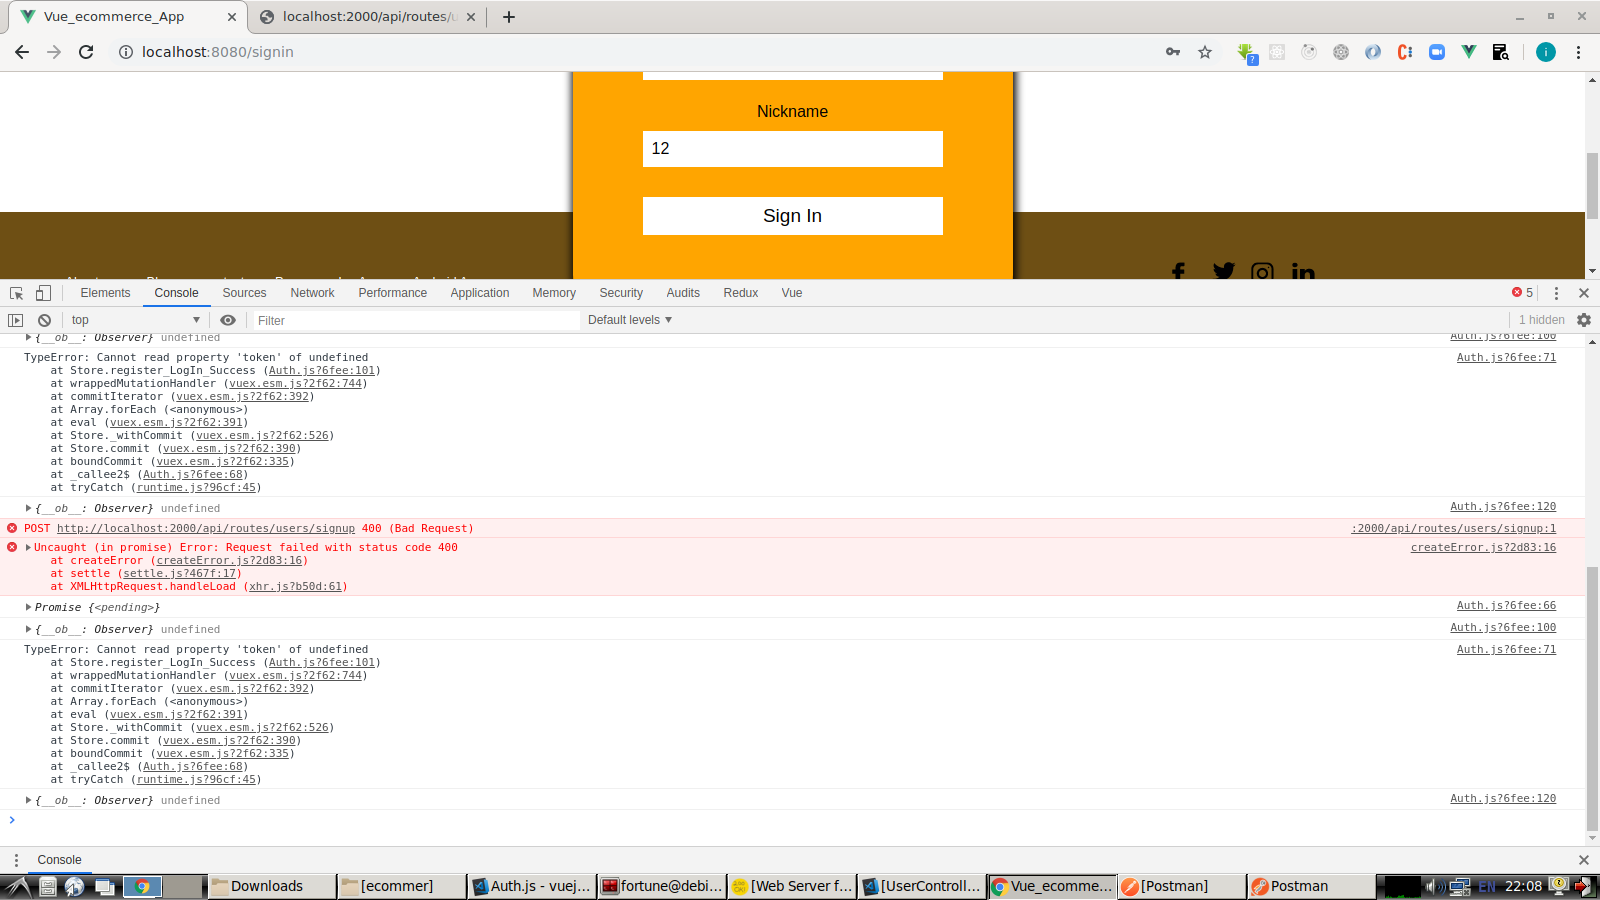 Vue_ecommerce_App
localhost:2000/api/routes/u
localhost:8080/signin
Nickname
12
Sign In
Elements Console Sources Network Performance Application Memory Security Audits Redux Vue 5
top Filter Default levels 1 hidden
{__ob__: Observer} undefined Auth.js?6fee:100
TypeError: Cannot read property 'token' of undefined Auth.js?6fee:71
at Store.register_LogIn_Success (Auth.js?6fee:101)
at wrappedMutationHandler (vuex.esm.js?2f62:744)
at commitIterator (vuex.esm.js?2f62:392)
at Array.forEach (<anonymous>)
at eval (vuex.esm.js?2f62:391)
at Store._withCommit (vuex.esm.js?2f62:526)
at Store.commit (vuex.esm.js?2f62:390)
at boundCommit (vuex.esm.js?2f62:335)
at _callee2$ (Auth.js?6fee:68)
at tryCatch (runtime.js?96cf:45)
{__ob__: Observer} undefined Auth.js?6fee:120
POST http://localhost:2000/api/routes/users/signup 400 (Bad Request) :2000/api/routes/users/signup:1
Uncaught (in promise) Error: Request failed with status code 400 createError.js?2d83:16
at createError (createError.js?2d83:16)
at settle (settle.js?467f:17)
at XMLHttpRequest.handleLoad (xhr.js?b50d:61)
Promise {<pending>} Auth.js?6fee:66
{__ob__: Observer} undefined Auth.js?6fee:100
TypeError: Cannot read property 'token' of undefined Auth.js?6fee:71
at Store.register_LogIn_Success (Auth.js?6fee:101)
at wrappedMutationHandler (vuex.esm.js?2f62:744)
at commitIterator (vuex.esm.js?2f62:392)
at Array.forEach (<anonymous>)
at eval (vuex.esm.js?2f62:391)
at Store._withCommit (vuex.esm.js?2f62:526)
at Store.commit (vuex.esm.js?2f62:390)
at boundCommit (vuex.esm.js?2f62:335)
at _callee2$ (Auth.js?6fee:68)
at tryCatch (runtime.js?96cf:45)
{__ob__: Observer} undefined Auth.js?6fee:120
Console
Downloads [ecommer] Auth.js - vuej... fortune@debi... [Web Server f... [UserControll... Vue_ecomme... [Postman] Postman EN 22:08